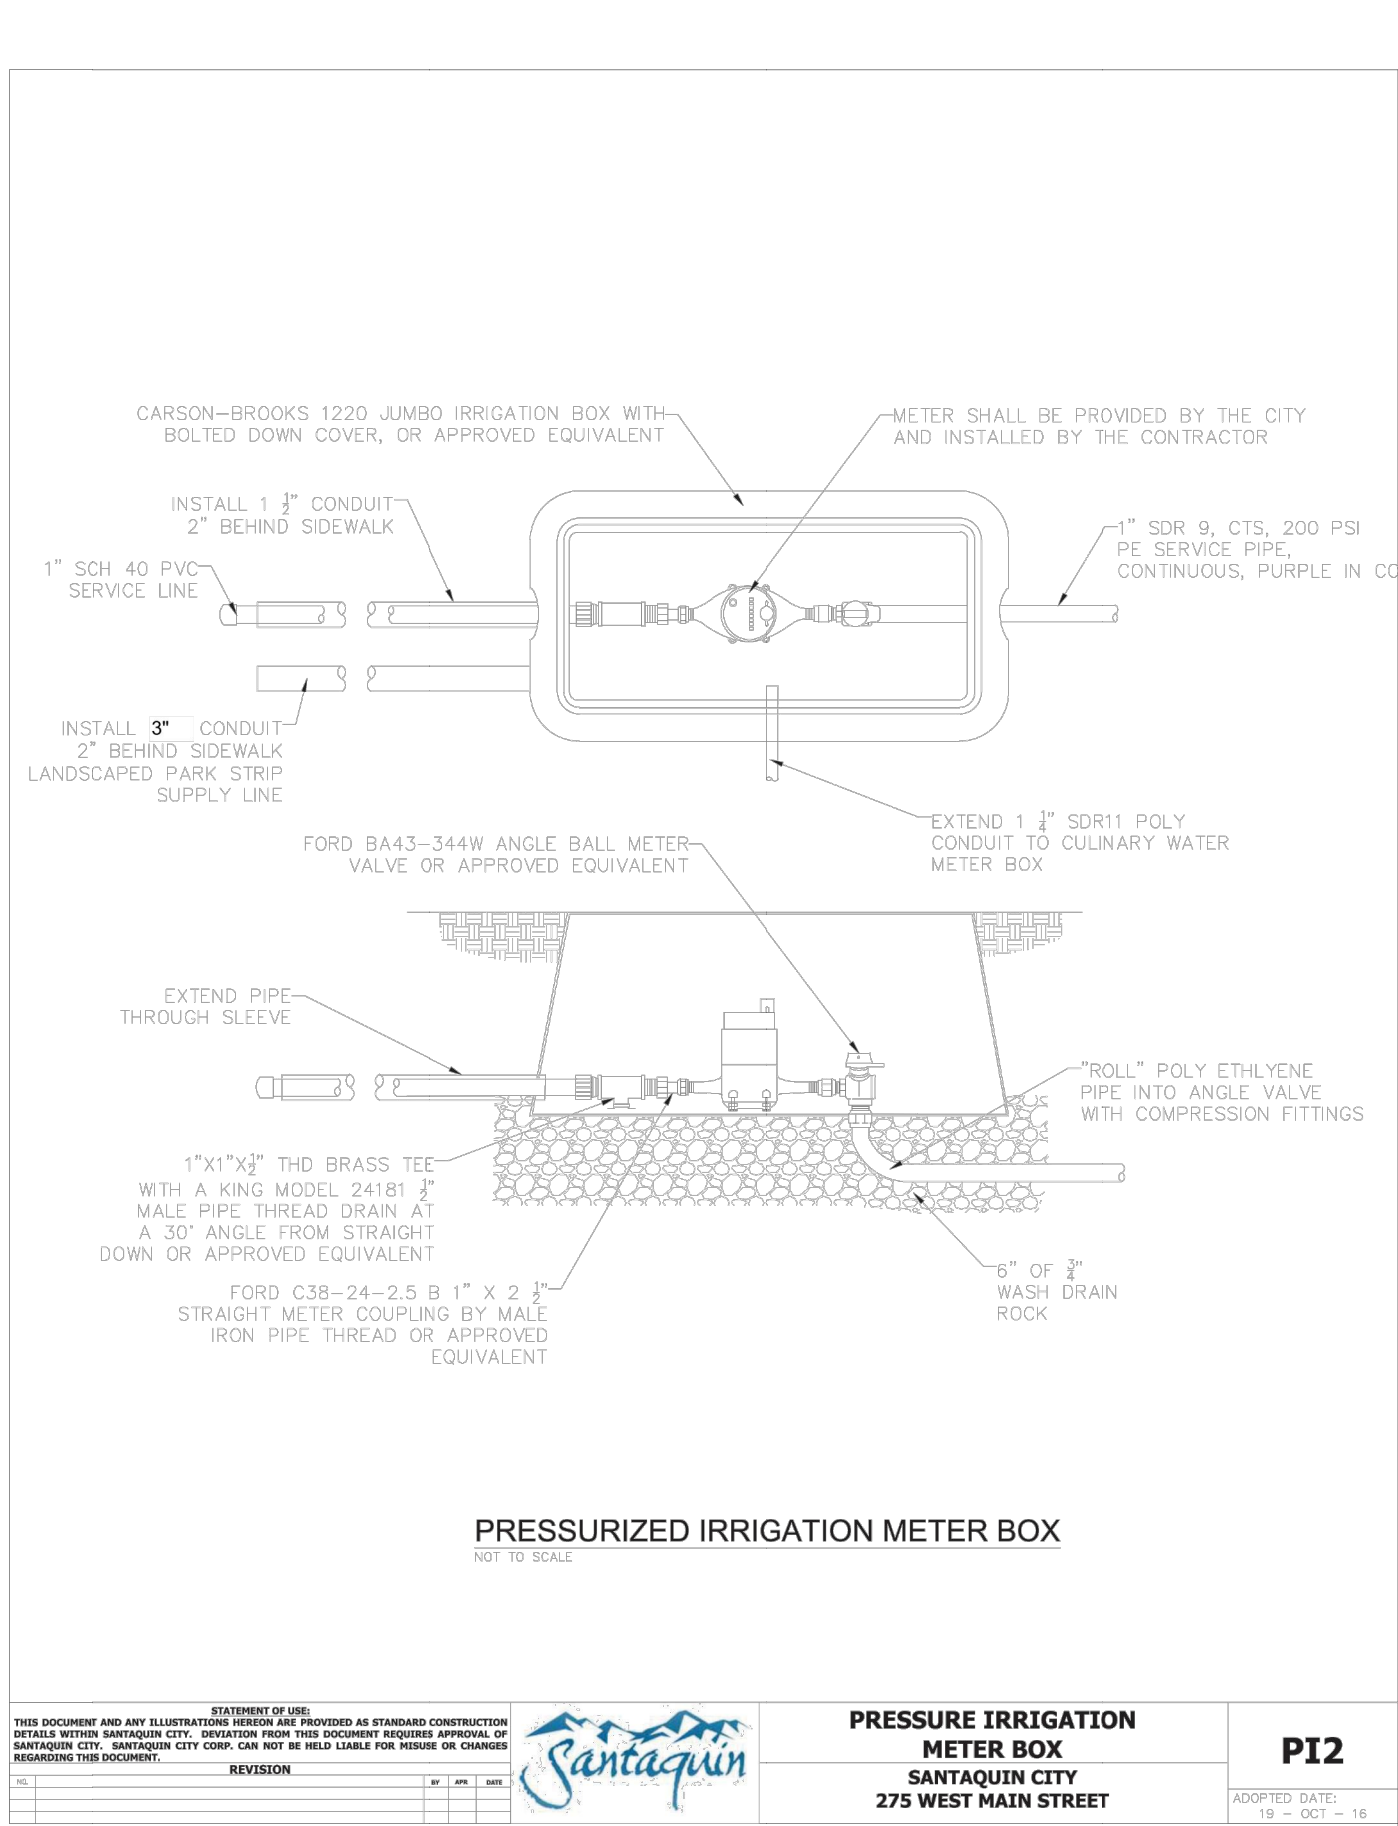 CARSON-BROOKS 1220 JUMBO IRRIGATION BOX WITH
BOLTED DOWN COVER, OR APPROVED EQUIVALENT
METER SHALL BE PROVIDED BY THE CITY
AND INSTALLED BY THE CONTRACTOR
INSTALL 1 1/2" CONDUIT
2" BEHIND SIDEWALK
1" SDR 9, CTS, 200 PSI
PE SERVICE PIPE,
CONTINUOUS, PURPLE IN CO
1" SCH 40 PVC
SERVICE LINE
INSTALL 3" CONDUIT
2" BEHIND SIDEWALK
LANDSCAPED PARK STRIP
SUPPLY LINE
EXTEND 1 1/4" SDR11 POLY
CONDUIT TO CULINARY WATER
METER BOX
FORD BA43-344W ANGLE BALL METER
VALVE OR APPROVED EQUIVALENT
EXTEND PIPE
THROUGH SLEEVE
"ROLL" POLY ETHLYENE
PIPE INTO ANGLE VALVE
WITH COMPRESSION FITTINGS
1"X1"X1/2" THD BRASS TEE
WITH A KING MODEL 24181 1/2"
MALE PIPE THREAD DRAIN AT
A 30° ANGLE FROM STRAIGHT
DOWN OR APPROVED EQUIVALENT
FORD C38-24-2.5 B 1" X 2 1/2"
STRAIGHT METER COUPLING BY MALE
IRON PIPE THREAD OR APPROVED
EQUIVALENT
6" OF 3/4"
WASH DRAIN
ROCK
PRESSURIZED IRRIGATION METER BOX
NOT TO SCALE
STATEMENT OF USE:
THIS DOCUMENT AND ANY ILLUSTRATIONS HEREON ARE PROVIDED AS STANDARD CONSTRUCTION
DETAILS WITHIN SANTAQUIN CITY. DEVIATION FROM THIS DOCUMENT REQUIRES APPROVAL OF
SANTAQUIN CITY. SANTAQUIN CITY CORP. CAN NOT BE HELD LIABLE FOR MISUSE OR CHANGES
REGARDING THIS DOCUMENT.
REVISION
NO. BY APR DATE
Santaquin
PRESSURE IRRIGATION
METER BOX
SANTAQUIN CITY
275 WEST MAIN STREET
PI2
ADOPTED DATE:
19 - OCT - 16